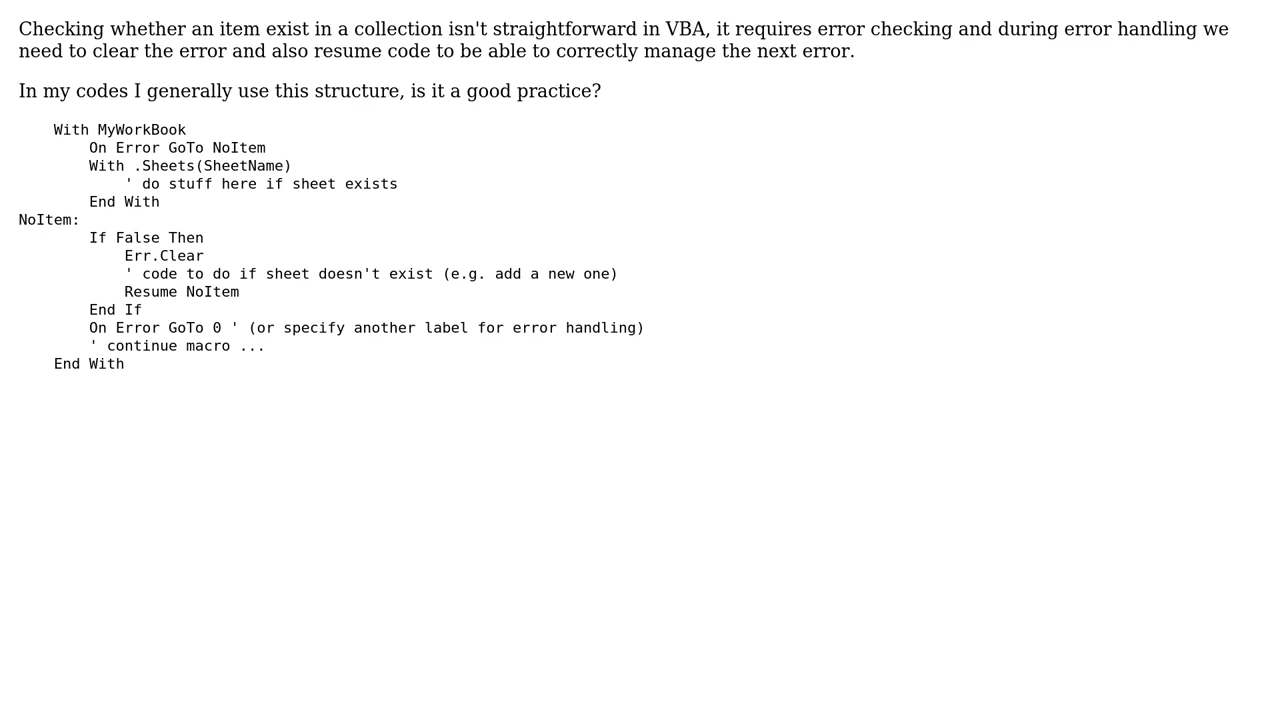 Checking whether an item exist in a collection isn't straightforward in VBA, it requires error checking and during error handling we
need to clear the error and also resume code to be able to correctly manage the next error.
In my codes I generally use this structure, is it a good practice?
    With MyWorkBook
        On Error GoTo NoItem
        With .Sheets(SheetName)
            ' do stuff here if sheet exists
        End With
NoItem:
        If False Then
            Err.Clear
            ' code to do if sheet doesn't exist (e.g. add a new one)
            Resume NoItem
        End If
        On Error GoTo 0 ' (or specify another label for error handling)
        ' continue macro ...
    End With